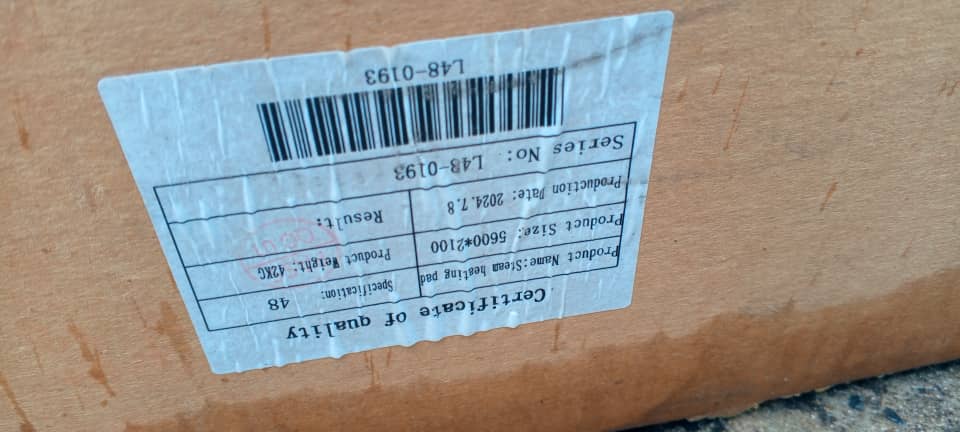 Certificate of quality
Product Name:Steam heating pad Specification: 48
Product Size: 5600*2100 Product Weight: 42KG
Production Date: 2024.7.8 Result:
Series No: L48-0193
L48-0193